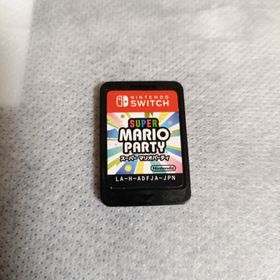 NINTENDO
SWITCH
SUPER
MARIO
PARTY
スーパー マリオパーティ
Nintendo
LA-H-ADFJA-JPN